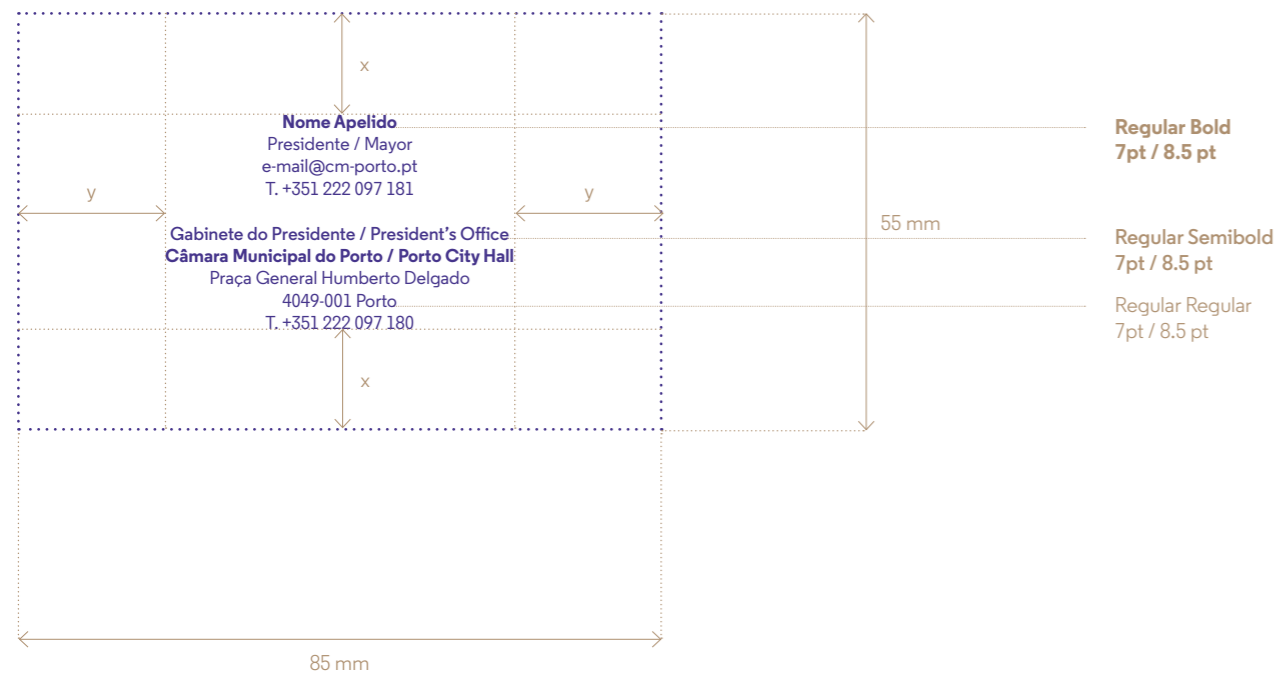 x
Nome Apelido
Presidente / Mayor
e-mail@cm-porto.pt
T. +351 222 097 181
y
y
Gabinete do Presidente / President's Office
Câmara Municipal do Porto / Porto City Hall
Praça General Humberto Delgado
4049-001 Porto
T. +351 222 097 180
x
55 mm
85 mm
Regular Bold
7pt / 8.5 pt
Regular Semibold
7pt / 8.5 pt
Regular Regular
7pt / 8.5 pt